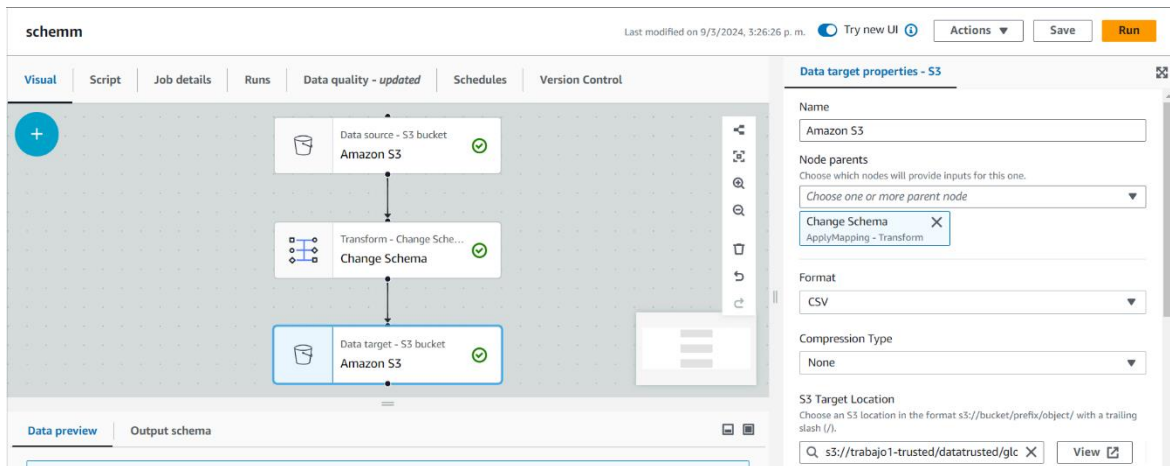 schemm
Last modified on 9/3/2024, 3:26:26 p. m.
Try new UI
Actions
Save
Run
Visual
Script
Job details
Runs
Data quality - updated
Schedules
Version Control
Data source - S3 bucket
Amazon S3
Transform - Change Sche...
Change Schema
Data target - S3 bucket
Amazon S3
Data preview
Output schema
Data target properties - S3
Name
Amazon S3
Node parents
Choose which nodes will provide inputs for this one.
Choose one or more parent node
Change Schema
ApplyMapping - Transform
Format
CSV
Compression Type
None
S3 Target Location
Choose an S3 location in the format s3://bucket/prefix/object/ with a trailing
slash (/).
s3://trabajo1-trusted/datatrusted/glc
View